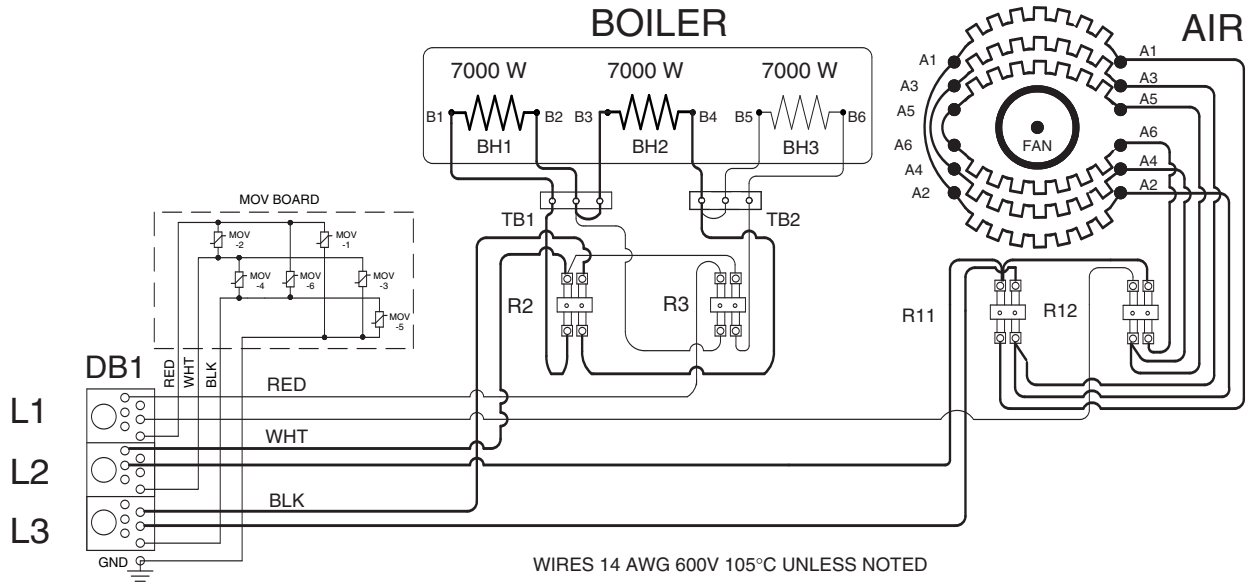 BOILER
AIR
7000 W 7000 W 7000 W
B1 B2 B3 B4 B5 B6
BH1 BH2 BH3
A1 A1
A3 A3
A5 A5
FAN
A6 A6
A4 A4
A2 A2
TB1 TB2
MOV BOARD
MOV -2
MOV -1
MOV -4
MOV -6
MOV -3
MOV -5
R2 R3
R11 R12
DB1
RED
WHT
BLK
L1
RED
WHT
L2
BLK
L3
GND
WIRES 14 AWG 600V 105°C UNLESS NOTED